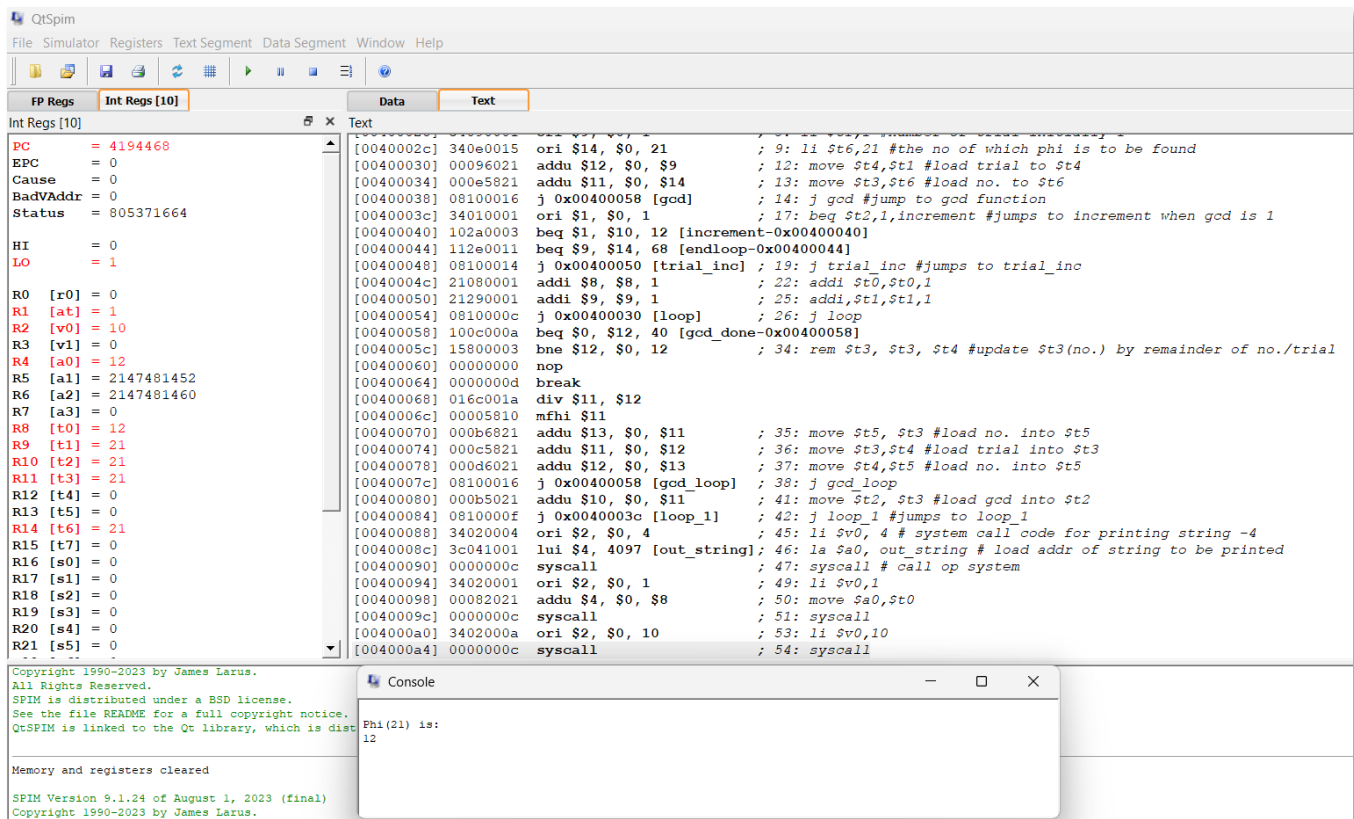 QtSpim
File Simulator Registers Text Segment Data Segment Window Help
FP Regs Int Regs [10] Data Text
Int Regs [10]
PC = 4194468
EPC = 0
Cause = 0
BadVAddr = 0
Status = 805371664
HI = 0
LO = 1
R0 [r0] = 0
R1 [at] = 1
R2 [v0] = 10
R3 [v1] = 0
R4 [a0] = 12
R5 [a1] = 2147481452
R6 [a2] = 2147481460
R7 [a3] = 0
R8 [t0] = 12
R9 [t1] = 21
R10 [t2] = 21
R11 [t3] = 21
R12 [t4] = 0
R13 [t5] = 0
R14 [t6] = 21
R15 [t7] = 0
R16 [s0] = 0
R17 [s1] = 0
R18 [s2] = 0
R19 [s3] = 0
R20 [s4] = 0
R21 [s5] = 0
Text
[0040002c] 340e0015 ori $14, $0, 21 ; 9: li $t6,21 #the no of which phi is to be found
[00400030] 00096021 addu $12, $0, $9 ; 12: move $t4,$t1 #load trial to $t4
[00400034] 000e5821 addu $11, $0, $14 ; 13: move $t3,$t6 #load no. to $t6
[00400038] 08100016 j 0x00400058 [gcd] ; 14: j gcd #jump to gcd function
[0040003c] 34010001 ori $1, $0, 1 ; 17: beq $t2,1,increment #jumps to increment when gcd is 1
[00400040] 102a0003 beq $1, $10, 12 [increment-0x00400040]
[00400044] 112e0011 beq $9, $14, 68 [endloop-0x00400044]
[00400048] 08100014 j 0x00400050 [trial_inc] ; 19: j trial_inc #jumps to trial_inc
[0040004c] 21080001 addi $8, $8, 1 ; 22: addi $t0,$t0,1
[00400050] 21290001 addi $9, $9, 1 ; 25: addi,$t1,$t1,1
[00400054] 0810000c j 0x00400030 [loop] ; 26: j loop
[00400058] 100c000a beq $0, $12, 40 [gcd_done-0x00400058]
[0040005c] 15800003 bne $12, $0, 12 ; 34: rem $t3, $t3, $t4 #update $t3(no.) by remainder of no./trial
[00400060] 00000000 nop
[00400064] 0000000d break
[00400068] 016c001a div $11, $12
[0040006c] 00005810 mfhi $11
[00400070] 000b6821 addu $13, $0, $11 ; 35: move $t5, $t3 #load no. into $t5
[00400074] 000c5821 addu $11, $0, $12 ; 36: move $t3,$t4 #load trial into $t3
[00400078] 000d6021 addu $12, $0, $13 ; 37: move $t4,$t5 #load no. into $t5
[0040007c] 08100016 j 0x00400058 [gcd_loop] ; 38: j gcd_loop
[00400080] 000b5021 addu $10, $0, $11 ; 41: move $t2, $t3 #load gcd into $t2
[00400084] 0810000f j 0x0040003c [loop_1] ; 42: j loop_1 #jumps to loop_1
[00400088] 34020004 ori $2, $0, 4 ; 45: li $v0, 4 # system call code for printing string -4
[0040008c] 3c041001 lui $4, 4097 [out_string]; 46: la $a0, out_string # load addr of string to be printed
[00400090] 0000000c syscall ; 47: syscall # call op system
[00400094] 34020001 ori $2, $0, 1 ; 49: li $v0,1
[00400098] 00082021 addu $4, $0, $8 ; 50: move $a0,$t0
[0040009c] 0000000c syscall ; 51: syscall
[004000a0] 3402000a ori $2, $0, 10 ; 53: li $v0,10
[004000a4] 0000000c syscall ; 54: syscall
Copyright 1990-2023 by James Larus.
All Rights Reserved.
SPIM is distributed under a BSD license.
See the file README for a full copyright notice.
QtSPIM is linked to the Qt library, which is dist
Memory and registers cleared
SPIM Version 9.1.24 of August 1, 2023 (final)
Copyright 1990-2023 by James Larus.
Console
Phi(21) is:
12